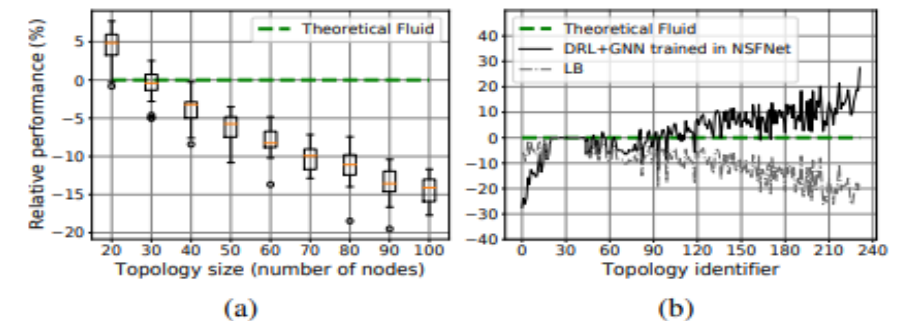 Relative performance (%)
5
0
−5
−10
−15
−20
Theoretical Fluid
20 30 40 50 60 70 80 90 100
Topology size (number of nodes)
(a)
40
30
20
10
0
−10
−20
−30
−40
Theoretical Fluid
DRL+GNN trained in NSFNet
LB
0 30 60 90 120 150 180 210 240
Topology identifier
(b)